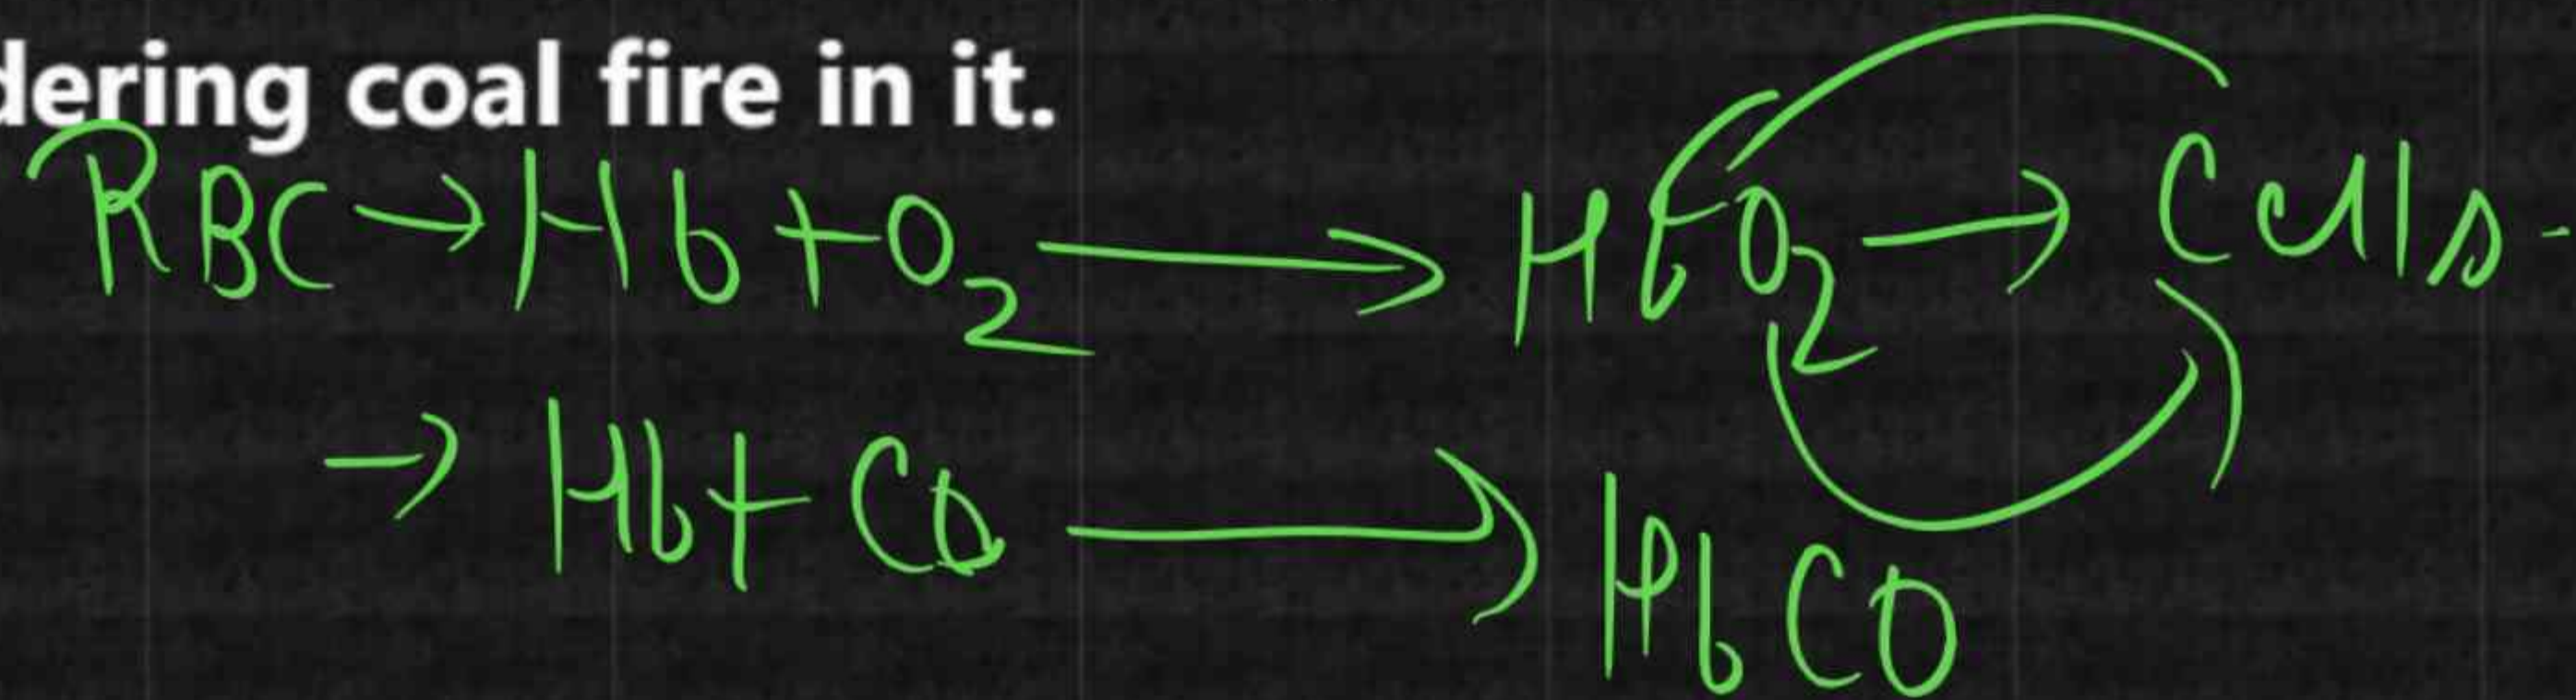 dering coal fire in it.
RBC → Hb + O₂ → HbO₂ → Cells.
→ Hb + CO → HbCO